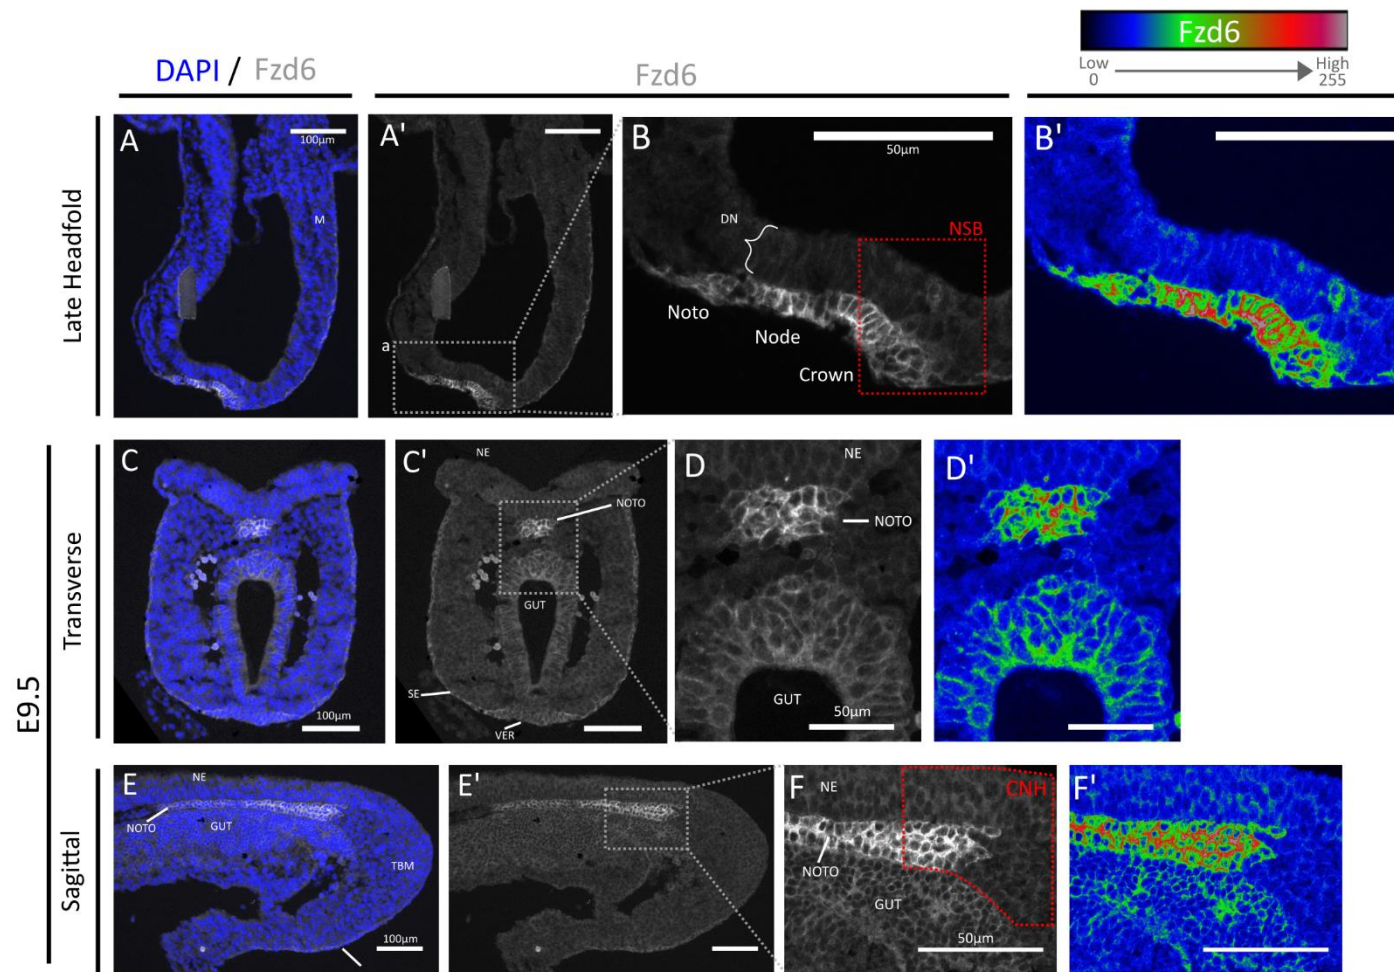 Fzd6
Low
0
High
255
DAPI / Fzd6
Fzd6
Late Headfold
A
100µm
M
A'
a
B
50µm
DN
NSB
Noto
Node
Crown
B'
E9.5
Transverse
C
100µm
C'
NE
NOTO
GUT
SE
VER
D
NE
NOTO
GUT
50µm
D'
Sagittal
E
NE
NOTO
GUT
TBM
100µm
E'
F
NE
CNH
NOTO
GUT
50µm
F'